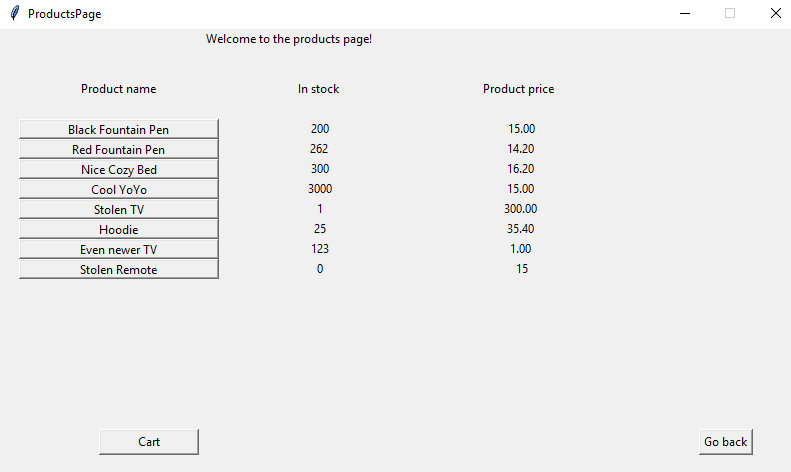 ProductsPage
Welcome to the products page!
Product name In stock Product price
Black Fountain Pen 200 15.00
Red Fountain Pen 262 14.20
Nice Cozy Bed 300 16.20
Cool YoYo 3000 15.00
Stolen TV 1 300.00
Hoodie 25 35.40
Even newer TV 123 1.00
Stolen Remote 0 15
Cart Go back